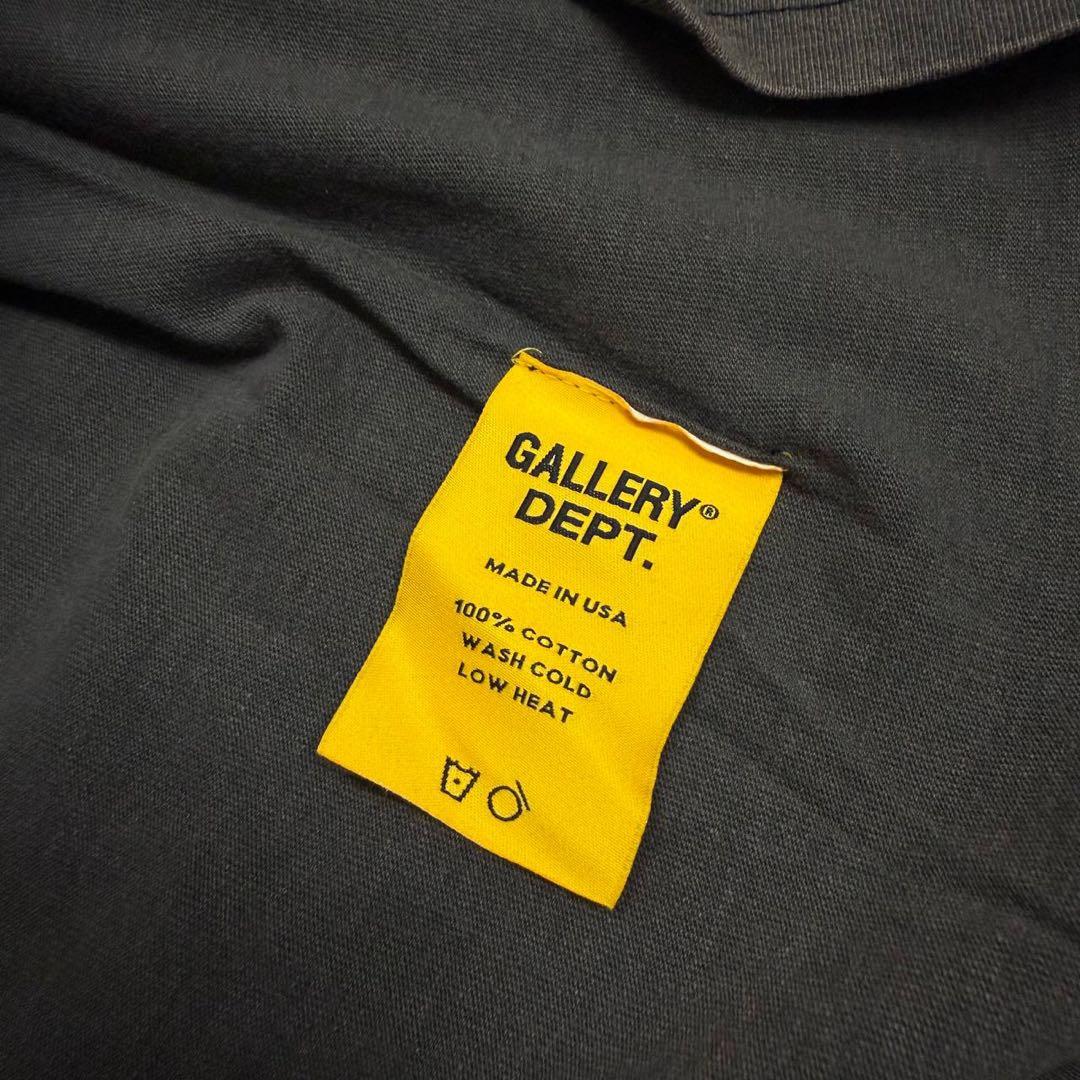 GALLERY®
DEPT.
MADE IN USA
100% COTTON
WASH COLD
LOW HEAT